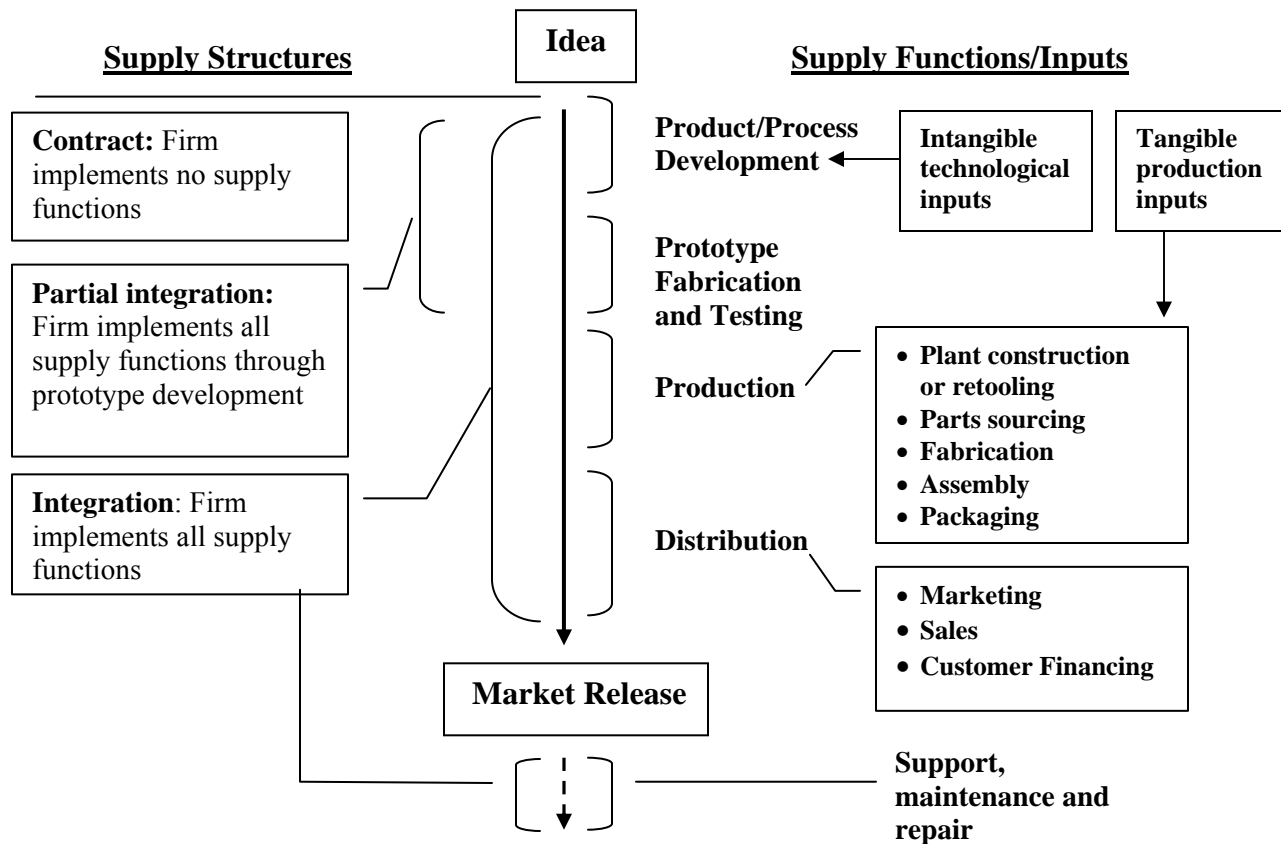 Idea
Supply Structures
Supply Functions/Inputs
Contract: Firm
implements no supply
functions
Partial integration:
Firm implements all
supply functions through
prototype development
Integration: Firm
implements all supply
functions
Product/Process
Development
Intangible
technological
inputs
Tangible
production
inputs
Prototype
Fabrication
and Testing
Production
• Plant construction
or retooling
• Parts sourcing
• Fabrication
• Assembly
• Packaging
Distribution
• Marketing
• Sales
• Customer Financing
Market Release
Support,
maintenance and
repair